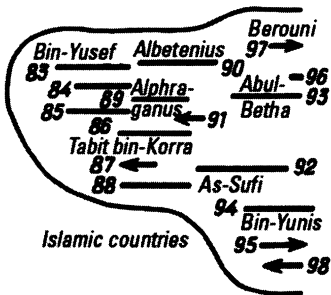 Berouni
97
Bin-Yusef Albetenius
83 90
96
84 Alphra-
89 ganus
Abul-
Betha 93
85 91
86
Tabit bin-Korra
87 92
88 As-Sufi
94
Bin-Yunis
Islamic countries 95
98